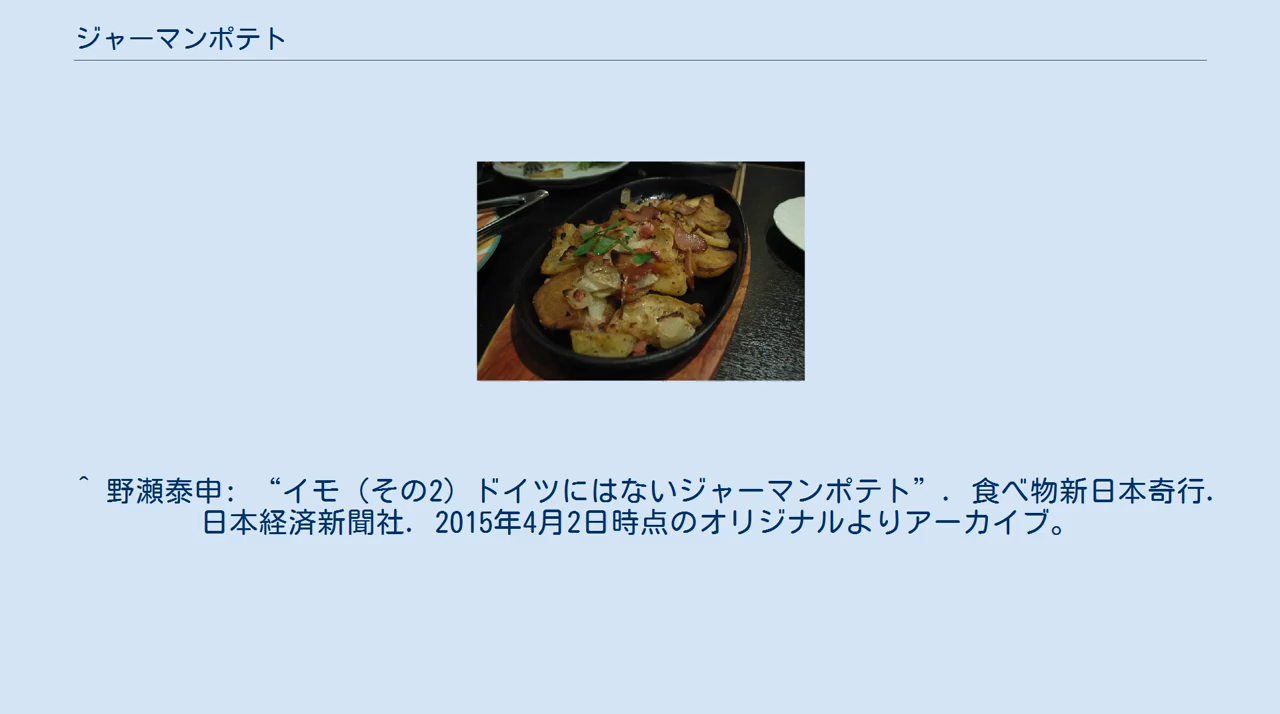 ジャーマンポテト
^ 野瀬泰申: “イモ（その2）ドイツにはないジャーマンポテト”. 食べ物新日本奇行.
日本経済新聞社. 2015年4月2日時点のオリジナルよりアーカイブ。